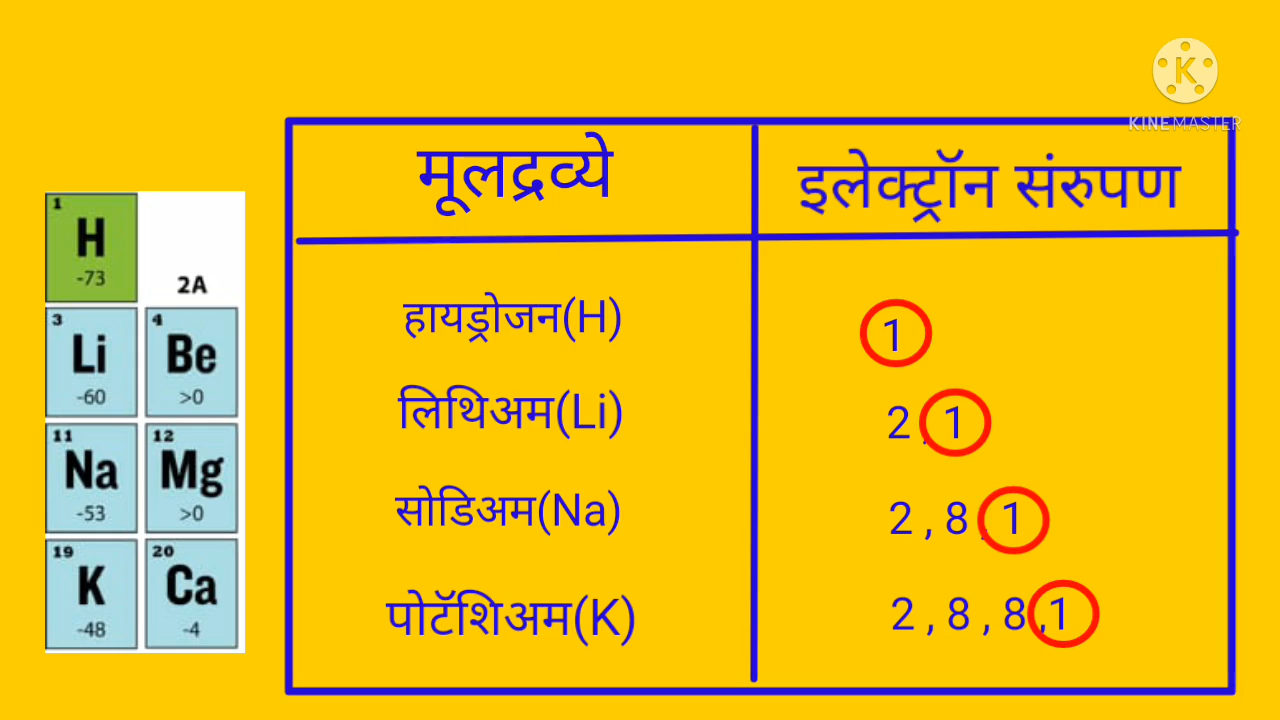 K
KINEMASTER
मूलद्रव्ये इलेक्ट्रॉन संरुपण
हायड्रोजन(H) 1
लिथिअम(Li) 2 , 1
सोडिअम(Na) 2 , 8 , 1
पोटॅशिअम(K) 2 , 8 , 8 , 1
1
H
-73
2A
3 4
Li Be
-60 >0
11 12
Na Mg
-53 >0
19 20
K Ca
-48 -4